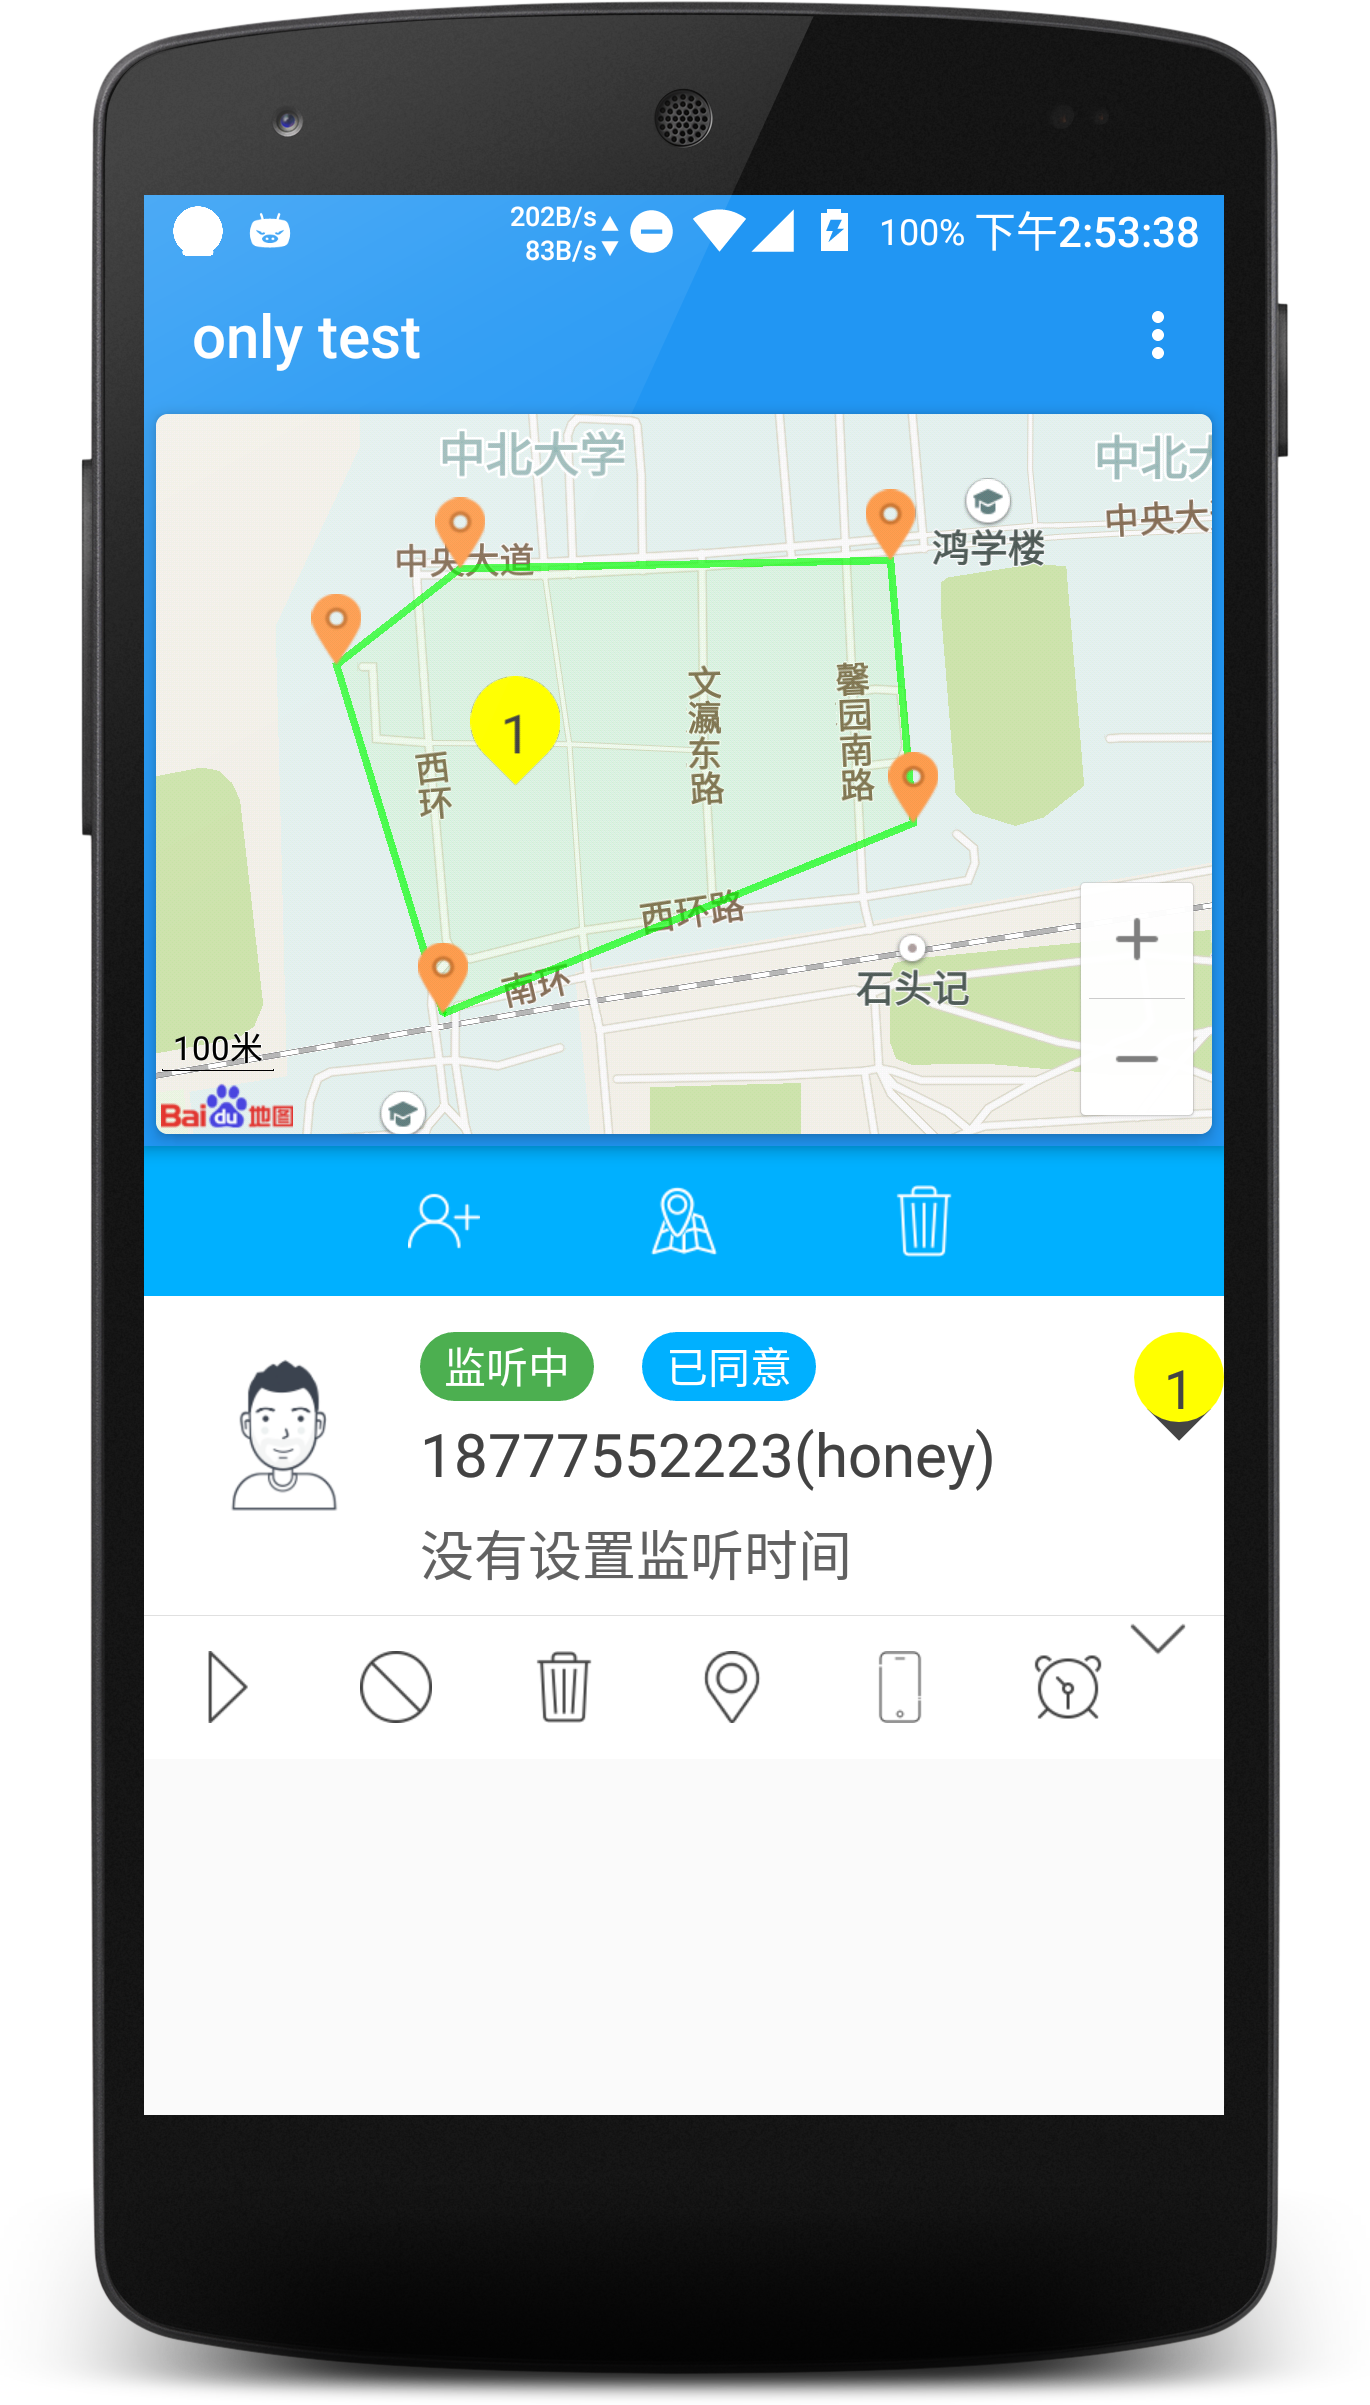 202B/s
83B/s
100% 下午2:53:38
only test
中北大学
中北大
中央大道
中央大
鸿学楼
文瀛东路
馨园南路
西环
1
西环路
南环
石头记
100米
Bai du 地图
监听中 已同意
1
18777552223(honey)
没有设置监听时间